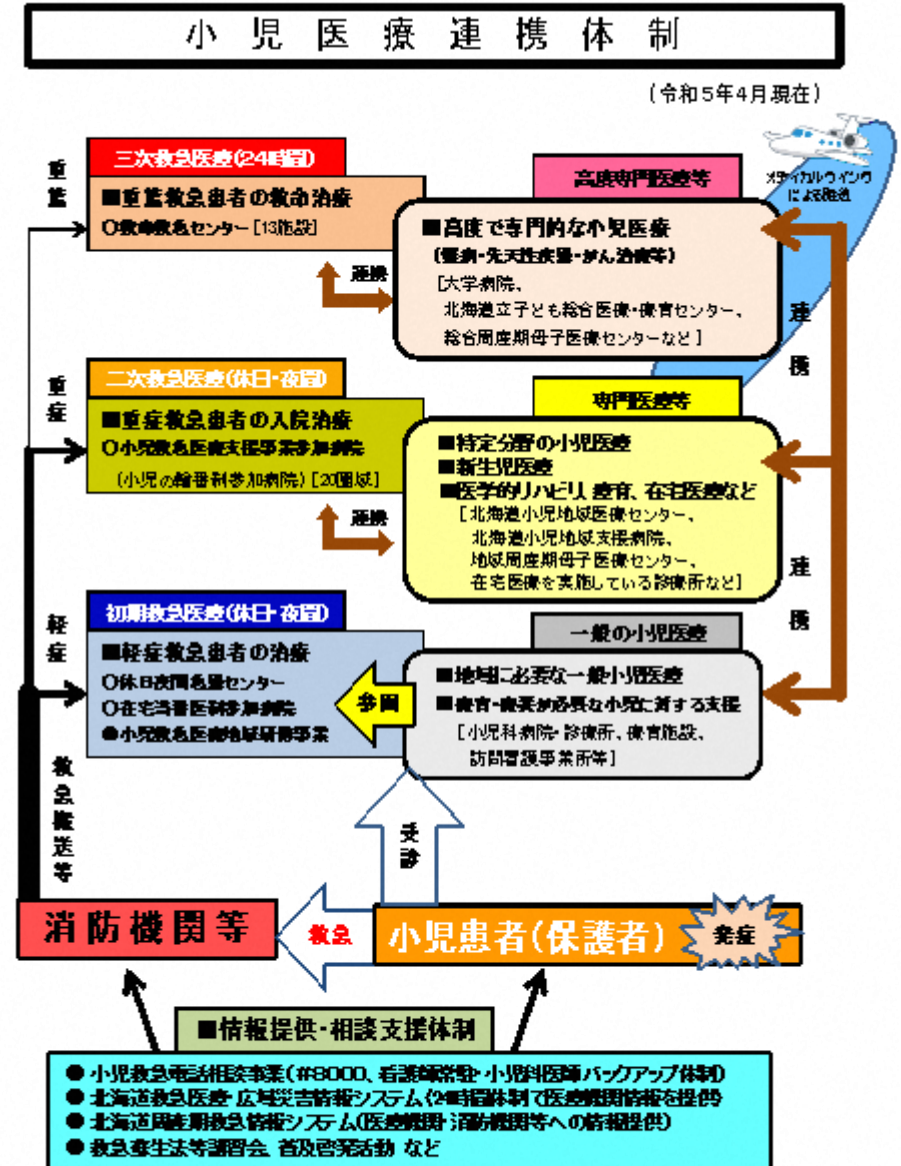 小児医療連携体制
(令和5年4月現在)
メディカルウイング
による搬送
重篤
三次救急医療(24時間)
■重篤救急患者の救命治療
○救命救急センター[13施設]
高度専門医療等
■高度で専門的な小児医療
(難病・先天性疾患・がん治療等)
[大学病院、
北海道立子ども総合医療・療育センター、
総合周産期母子医療センターなど]
連携
連携
重症
二次救急医療(休日・夜間)
■重症救急患者の入院治療
○小児救急医療支援事業参加病院
(小児の輪番制参加病院)[20圏域]
専門医療等
■特定分野の小児医療
■新生児医療
■医学的リハビリ、療育、在宅医療など
[北海道小児地域医療センター、
北海道小児地域支援病院、
地域周産期母子医療センター、
在宅医療を実施している診療所など]
連携
連携
軽症
初期救急医療(休日・夜間)
■軽症救急患者の治療
○休日夜間急患センター
○在宅当番医制参加病院
●小児救急医療地域研修事業
参画
一般の小児医療
■地域に必要な一般小児医療
■療育・療養が必要な小児に対する支援
[小児科病院・診療所、療育施設、
訪問看護事業所等]
救急搬送等
受診
消防機関等
救急
小児患者(保護者)
発症
■情報提供・相談支援体制
●小児救急電話相談事業(#8000、看護師常駐・小児科医師バックアップ体制)
●北海道救急医療・広域災害情報システム(24時間体制で医療機関情報を提供)
●北海道周産期救急情報システム(医療機関・消防機関等への情報提供)
●救急蘇生法等講習会、普及啓発活動 など